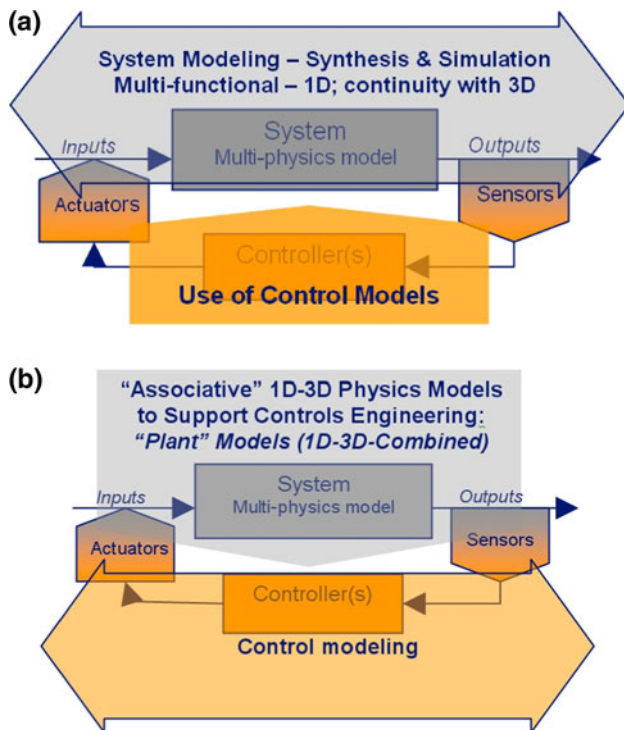 (a)
System Modeling – Synthesis & Simulation
Multi-functional – 1D; continuity with 3D
Inputs
System
Multi-physics model
Outputs
Actuators
Sensors
Controller(s)
Use of Control Models
(b)
“Associative” 1D-3D Physics Models
to Support Controls Engineering:
“Plant” Models (1D-3D-Combined)
Inputs
System
Multi-physics model
Outputs
Actuators
Sensors
Controller(s)
Control modeling